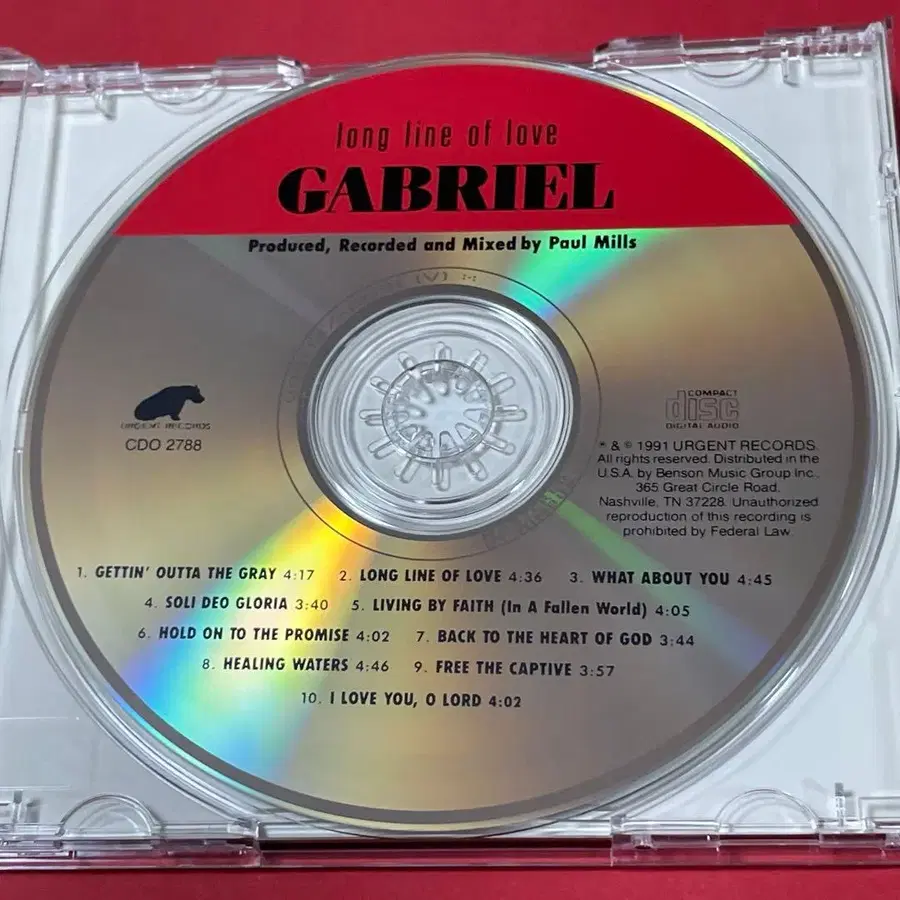 long line of love
GABRIEL
Produced, Recorded and Mixed by Paul Mills
URGENT RECORDS
CDO 2788
COMPACT
disc
DIGITAL AUDIO
℗ & © 1991 URGENT RECORDS.
All rights reserved. Distributed in the
U.S.A. by Benson Music Group Inc.,
365 Great Circle Road,
Nashville, TN 37228. Unauthorized
reproduction of this recording is
prohibited by Federal Law.
1. GETTIN' OUTTA THE GRAY 4:17 2. LONG LINE OF LOVE 4:36 3. WHAT ABOUT YOU 4:45
4. SOLI DEO GLORIA 3:40 5. LIVING BY FAITH (In A Fallen World) 4:05
6. HOLD ON TO THE PROMISE 4:02 7. BACK TO THE HEART OF GOD 3:44
8. HEALING WATERS 4:46 9. FREE THE CAPTIVE 3:57
10. I LOVE YOU, O LORD 4:02